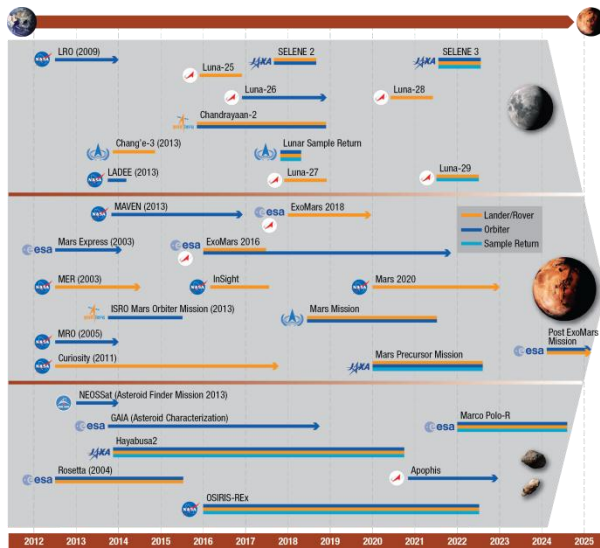 LRO (2009)
SELENE 2
SELENE 3
Luna-25
Luna-26
Luna-28
Chandrayaan-2
Chang'e-3 (2013)
Lunar Sample Return
LADEE (2013)
Luna-27
Luna-29
MAVEN (2013)
ExoMars 2018
Lander/Rover
Orbiter
Sample Return
Mars Express (2003)
ExoMars 2016
MER (2003)
InSight
Mars 2020
ISRO Mars Orbiter Mission (2013)
Mars Mission
MRO (2005)
Post ExoMars
Mission
Curiosity (2011)
Mars Precursor Mission
NEOSSat (Asteroid Finder Mission 2013)
GAIA (Asteroid Characterization)
Marco Polo-R
Hayabusa2
Rosetta (2004)
Apophis
OSIRIS-REx
2012 2013 2014 2015 2016 2017 2018 2019 2020 2021 2022 2023 2024 2025
NASA
JAXA
esa